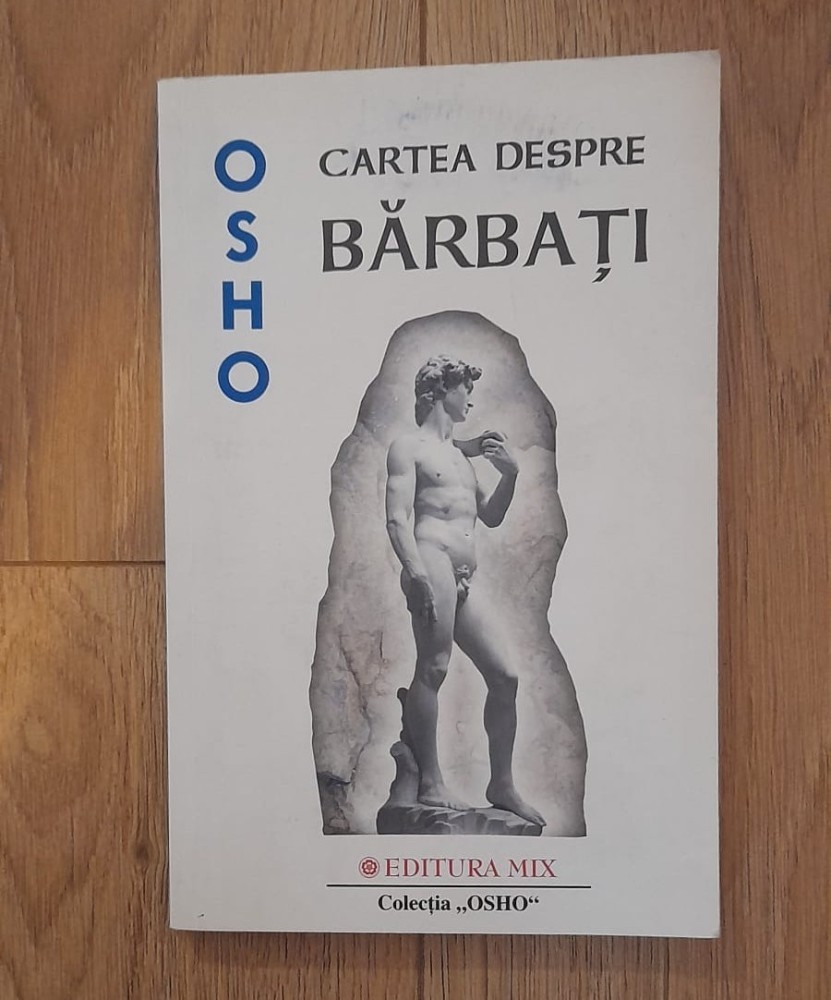 OSHO
CARTEA DESPRE
BĂRBAȚI
EDITURA MIX
Colecția „OSHO“